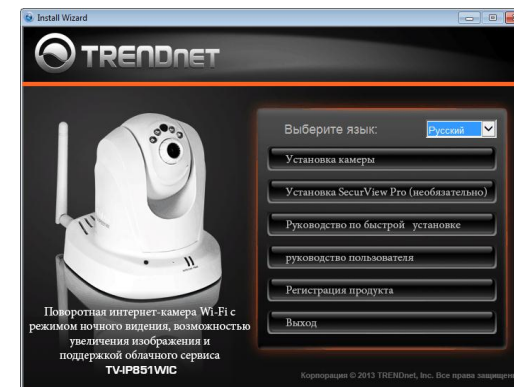 Install Wizard
TRENDNET
Выберите язык:
Русский
Установка камеры
Установка SecurView Pro (необязательно)
Руководство по быстрой установке
руководство пользователя
Регистрация продукта
Выход
Поворотная интернет-камера Wi-Fi с
режимом ночного видения, возможностью
увеличения изображения и
поддержкой облачного сервиса
TV-IP851WIC
Корпорация © 2013 TRENDnet, Inc. Все права